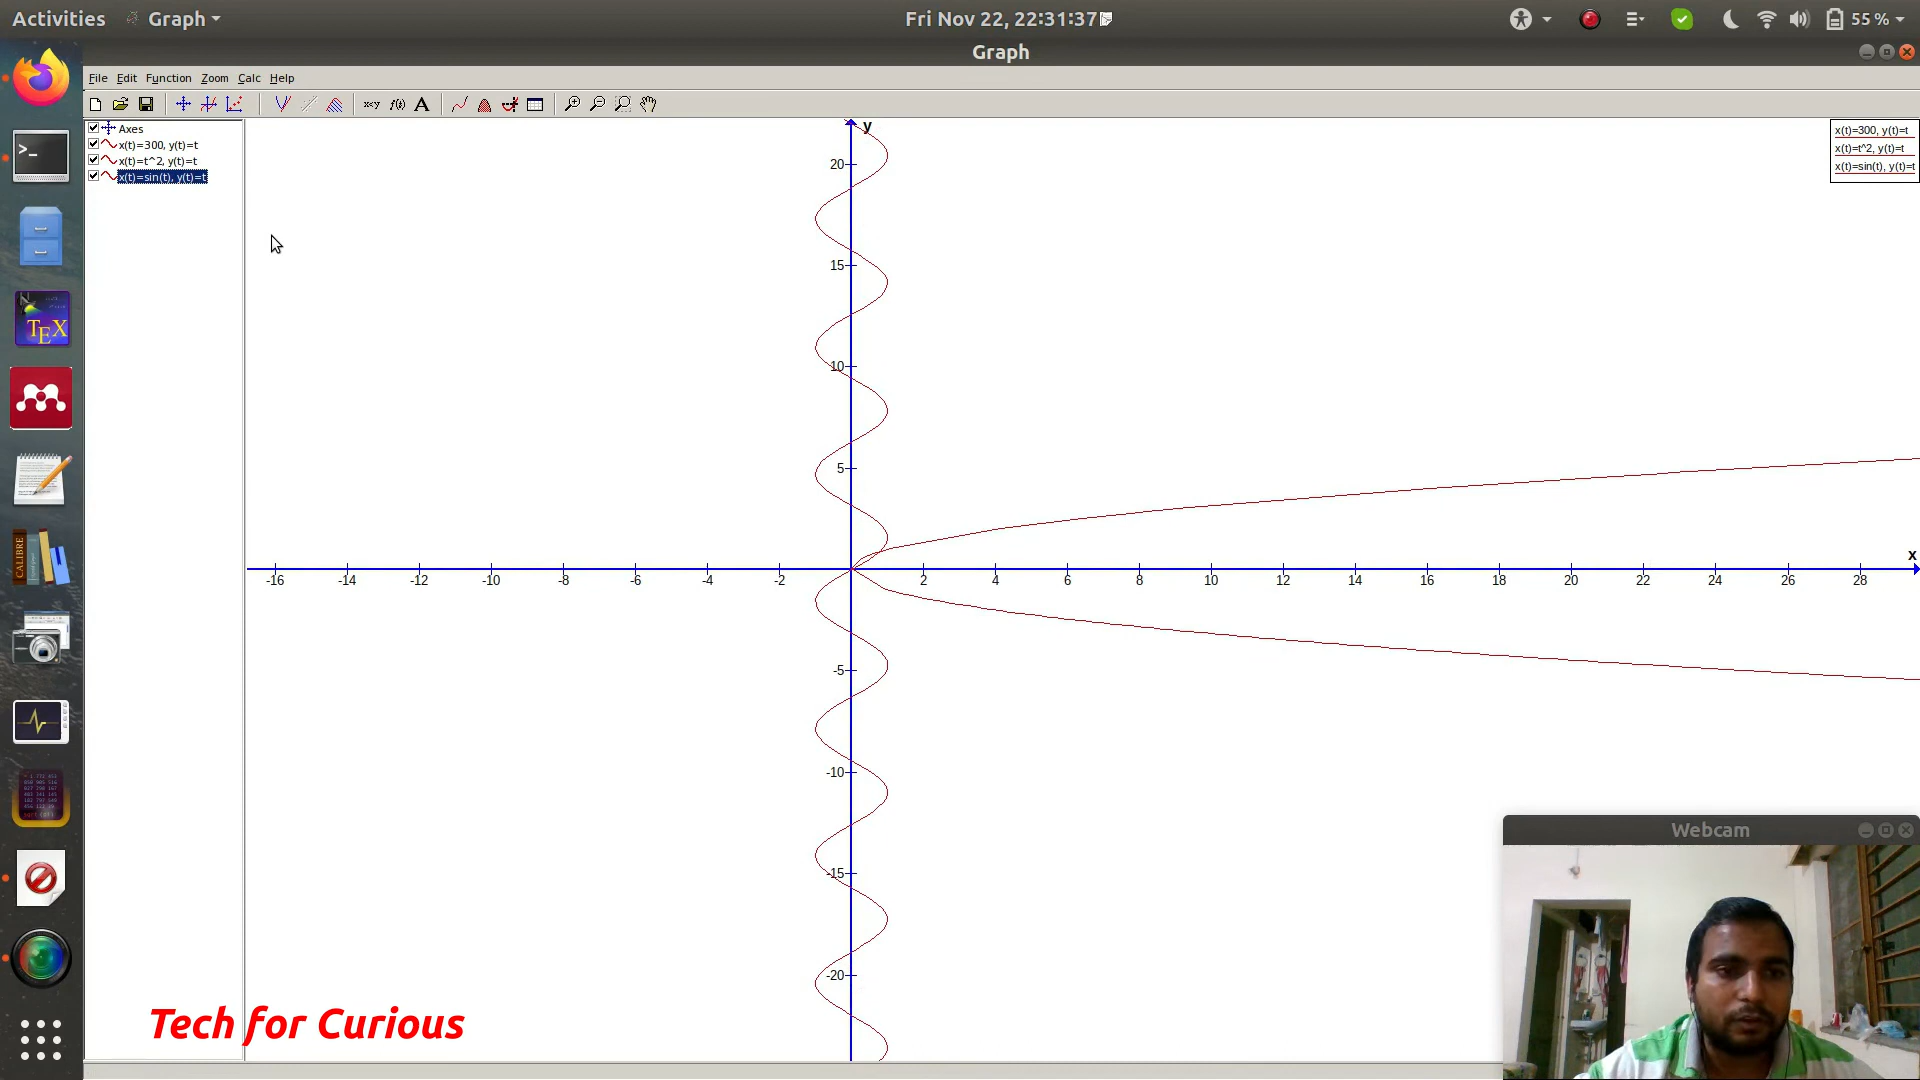 Activities Graph Fri Nov 22, 22:31:37 55 %
Graph
File Edit Function Zoom Calc Help
Axes
x(t)=300, y(t)=t
x(t)=t^2, y(t)=t
x(t)=sin(t), y(t)=t
y
x(t)=300, y(t)=t
x(t)=t^2, y(t)=t
x(t)=sin(t), y(t)=t
20
15
10
5
x
-16 -14 -12 -10 -8 -6 -4 -2 2 4 6 8 10 12 14 16 18 20 22 24 26 28
-5
-10
-15
-20
TEX
CALIBRE
Webcam
Tech for Curious